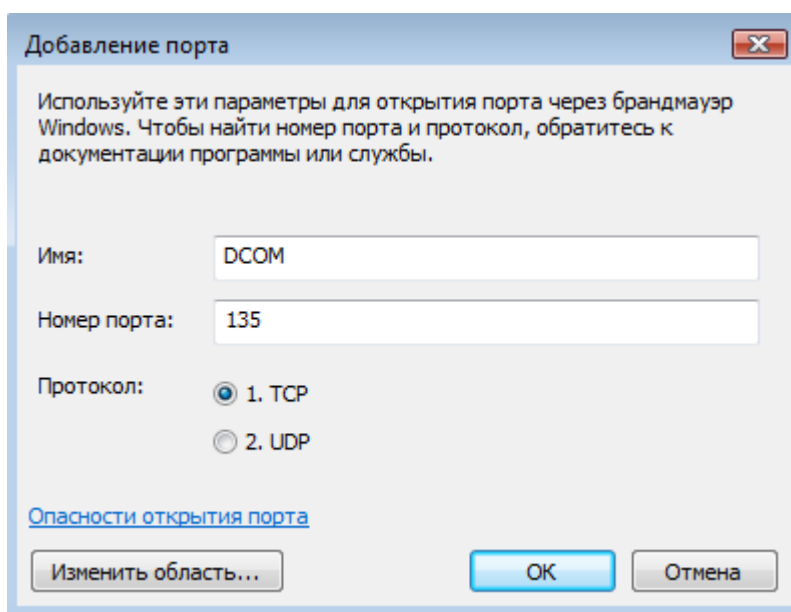 Добавление порта
Используйте эти параметры для открытия порта через брандмауэр
Windows. Чтобы найти номер порта и протокол, обратитесь к
документации программы или службы.
Имя:
DCOM
Номер порта:
135
Протокол:
1. TCP
2. UDP
Опасности открытия порта
Изменить область...
ОК
Отмена